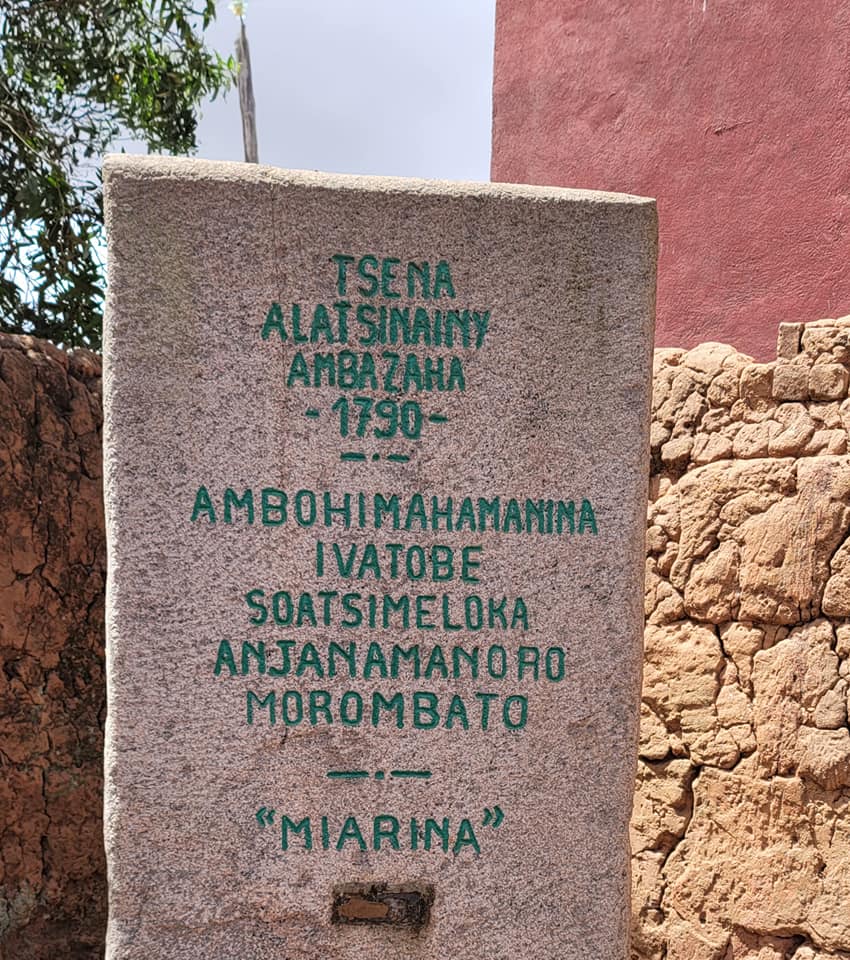 TSENA
ALATSINAINY
AMBAZAHA
- 1790 -
— . —
AMBOHIMAHAMANINA
IVATOBE
SOATSIMELOKA
ANJANAMANORO
MOROMBATO
— . —
“MIARINA”